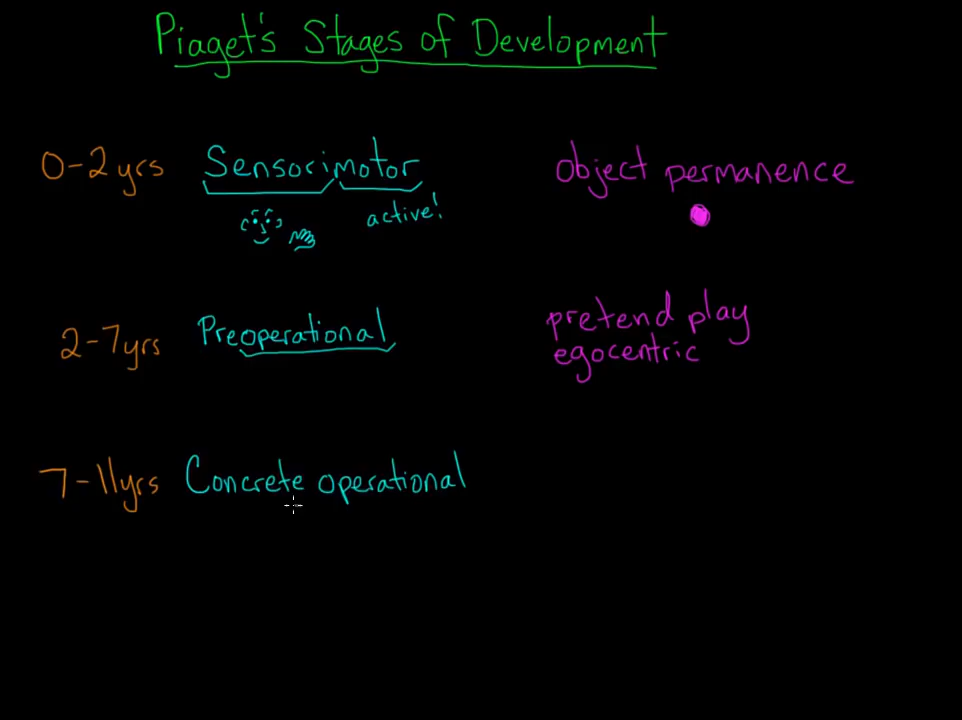 Piaget's Stages of Development
0-2yrs Sensorimotor object permanence
active!
2-7yrs Preoperational pretend play
egocentric
7-11yrs Concrete operational